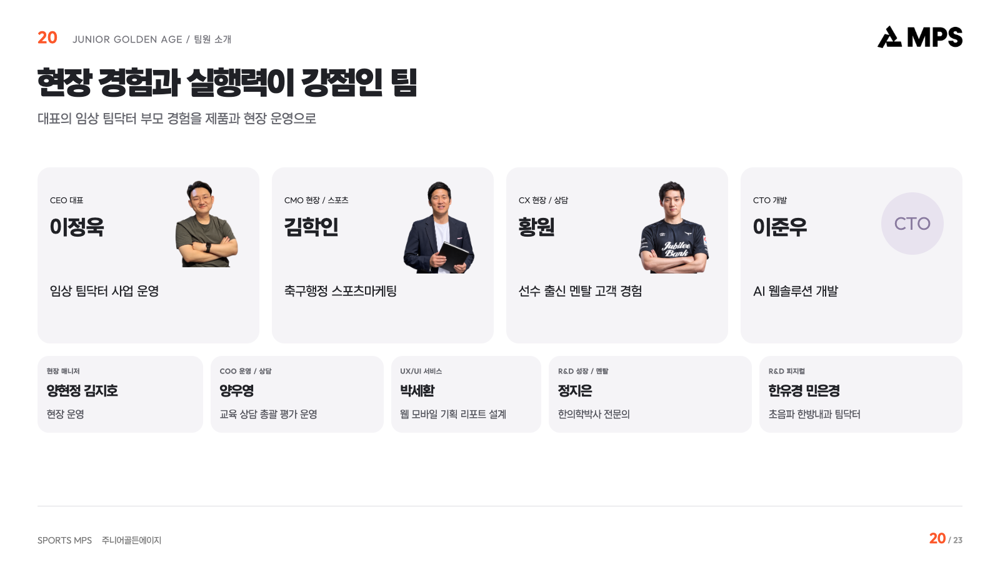 20 JUNIOR GOLDEN AGE / 팀원 소개
MPS
현장 경험과 실행력이 강점인 팀
대표의 임상 팀닥터 부모 경험을 제품과 현장 운영으로
CEO 대표
이정욱
임상 팀닥터 사업 운영
CMO 현장 / 스포츠
김학인
축구행정 스포츠마케팅
CX 현장 / 상담
황원
Jubilee
Bank
선수 출신 멘탈 고객 경험
CTO 개발
이준우
CTO
AI 웹솔루션 개발
현장 매니저
양현정 김지호
현장 운영
COO 운영 / 상담
양우영
교육 상담 총괄 평가 운영
UX/UI 서비스
박세환
웹 모바일 기획 리포트 설계
R&D 성장 / 멘탈
정지은
한의학박사 전문의
R&D 피지컬
한유경 민은경
초음파 한방내과 팀닥터
SPORTS MPS 주니어골든에이지
20 / 23